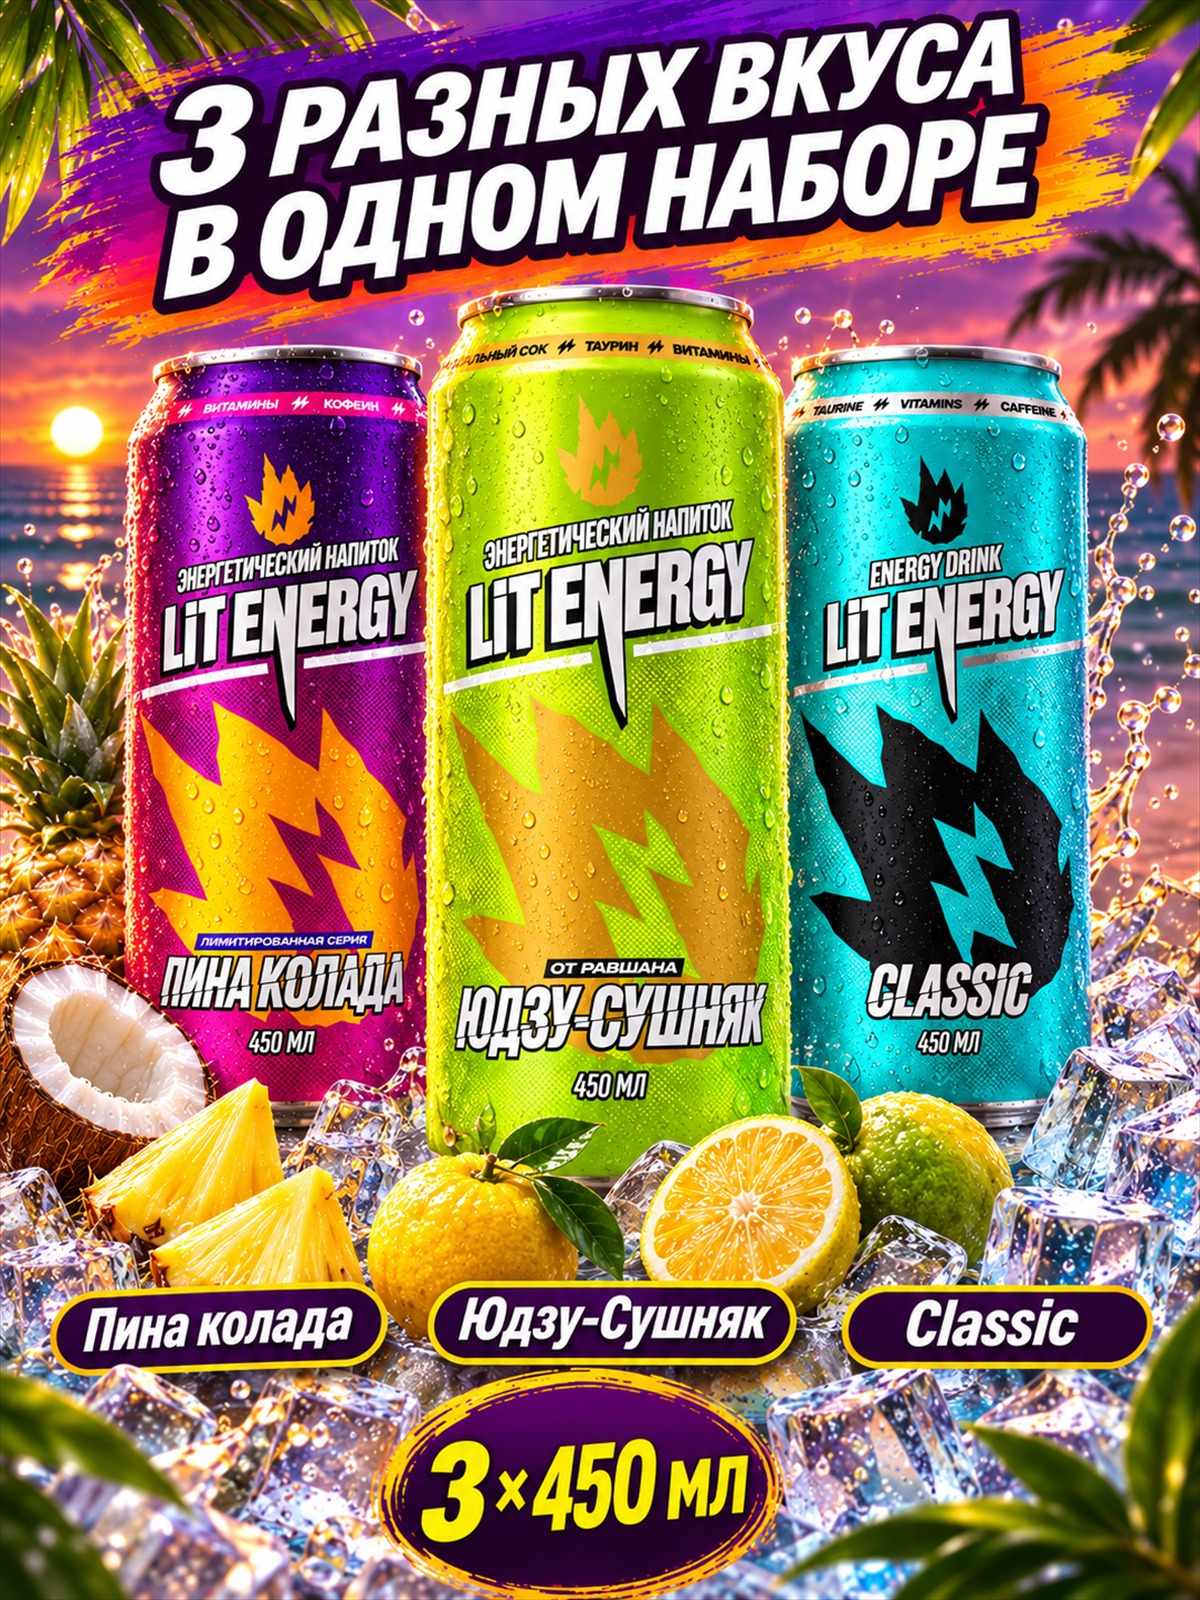 3 РАЗНЫХ ВКУСА
В ОДНОМ НАБОРЕ
ВИТАМИНЫ КОФЕИН
ЭНЕРГЕТИЧЕСКИЙ НАПИТОК
LIT ENERGY
ЛИМИТИРОВАННАЯ СЕРИЯ
ПИНА КОЛАДА
450 МЛ
СОК ТАУРИН ВИТАМИНЫ
ЭНЕРГЕТИЧЕСКИЙ НАПИТОК
LIT ENERGY
ОТ РАВШАНА
ЮДЗУ-СУШНЯК
450 МЛ
TAURINE VITAMINS CAFFEINE
ENERGY DRINK
LIT ENERGY
CLASSIC
450 МЛ
Пина колада
Юдзу-Сушняк
Classic
3×450 МЛ